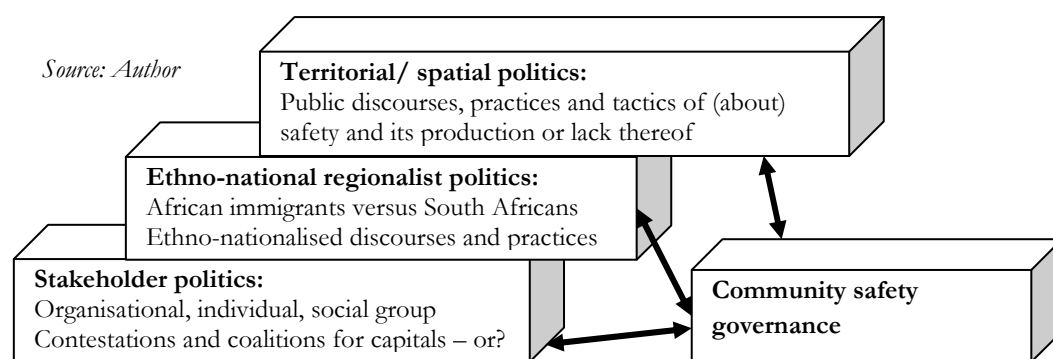 Source: Author
Territorial/ spatial politics:
Public discourses, practices and tactics of (about)
safety and its production or lack thereof
Ethno-national regionalist politics:
African immigrants versus South Africans
Ethno-nationalised discourses and practices
Stakeholder politics:
Organisational, individual, social group
Contestations and coalitions for capitals – or?
Community safety
governance